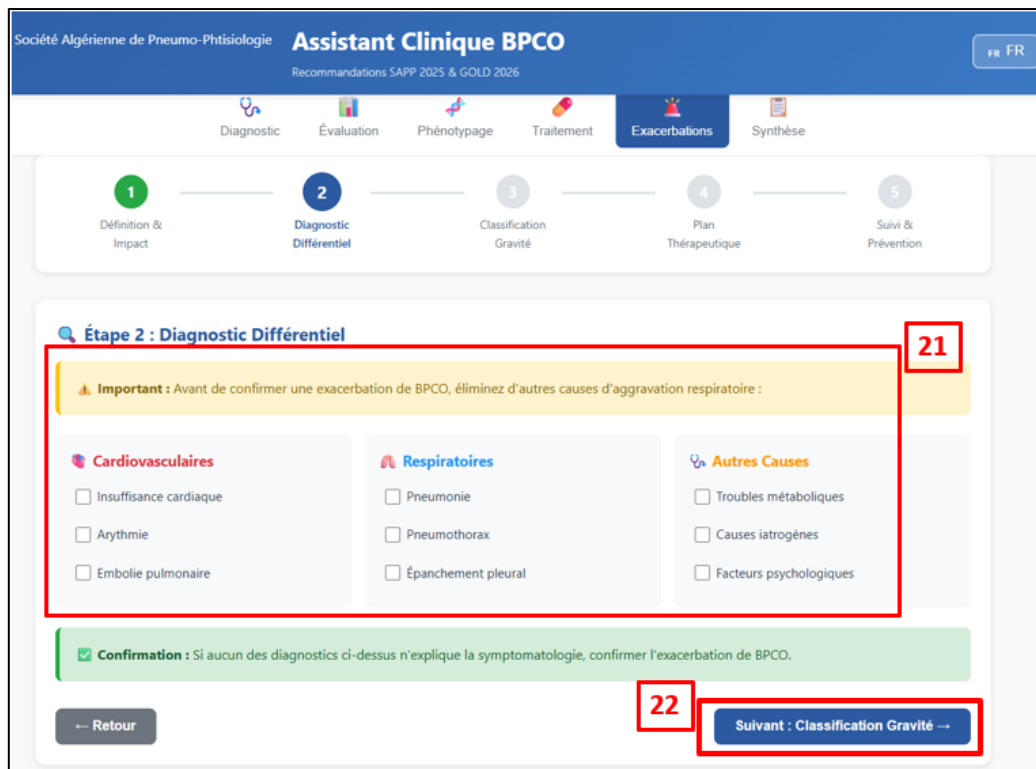 Société Algérienne de Pneumo-Phtisiologie
Assistant Clinique BPCO
Recommandations SAPP 2025 & GOLD 2026
FR FR
Diagnostic
Évaluation
Phénotypage
Traitement
Exacerbations
Synthèse
1
2
3
4
5
Définition &
Impact
Diagnostic
Différentiel
Classification
Gravité
Plan
Thérapeutique
Suivi &
Prévention
Étape 2 : Diagnostic Différentiel
21
Important : Avant de confirmer une exacerbation de BPCO, éliminez d'autres causes d'aggravation respiratoire :
Cardiovasculaires
Insuffisance cardiaque
Arythmie
Embolie pulmonaire
Respiratoires
Pneumonie
Pneumothorax
Épanchement pleural
Autres Causes
Troubles métaboliques
Causes iatrogènes
Facteurs psychologiques
Confirmation : Si aucun des diagnostics ci-dessus n'explique la symptomatologie, confirmer l'exacerbation de BPCO.
22
← Retour
Suivant : Classification Gravité →